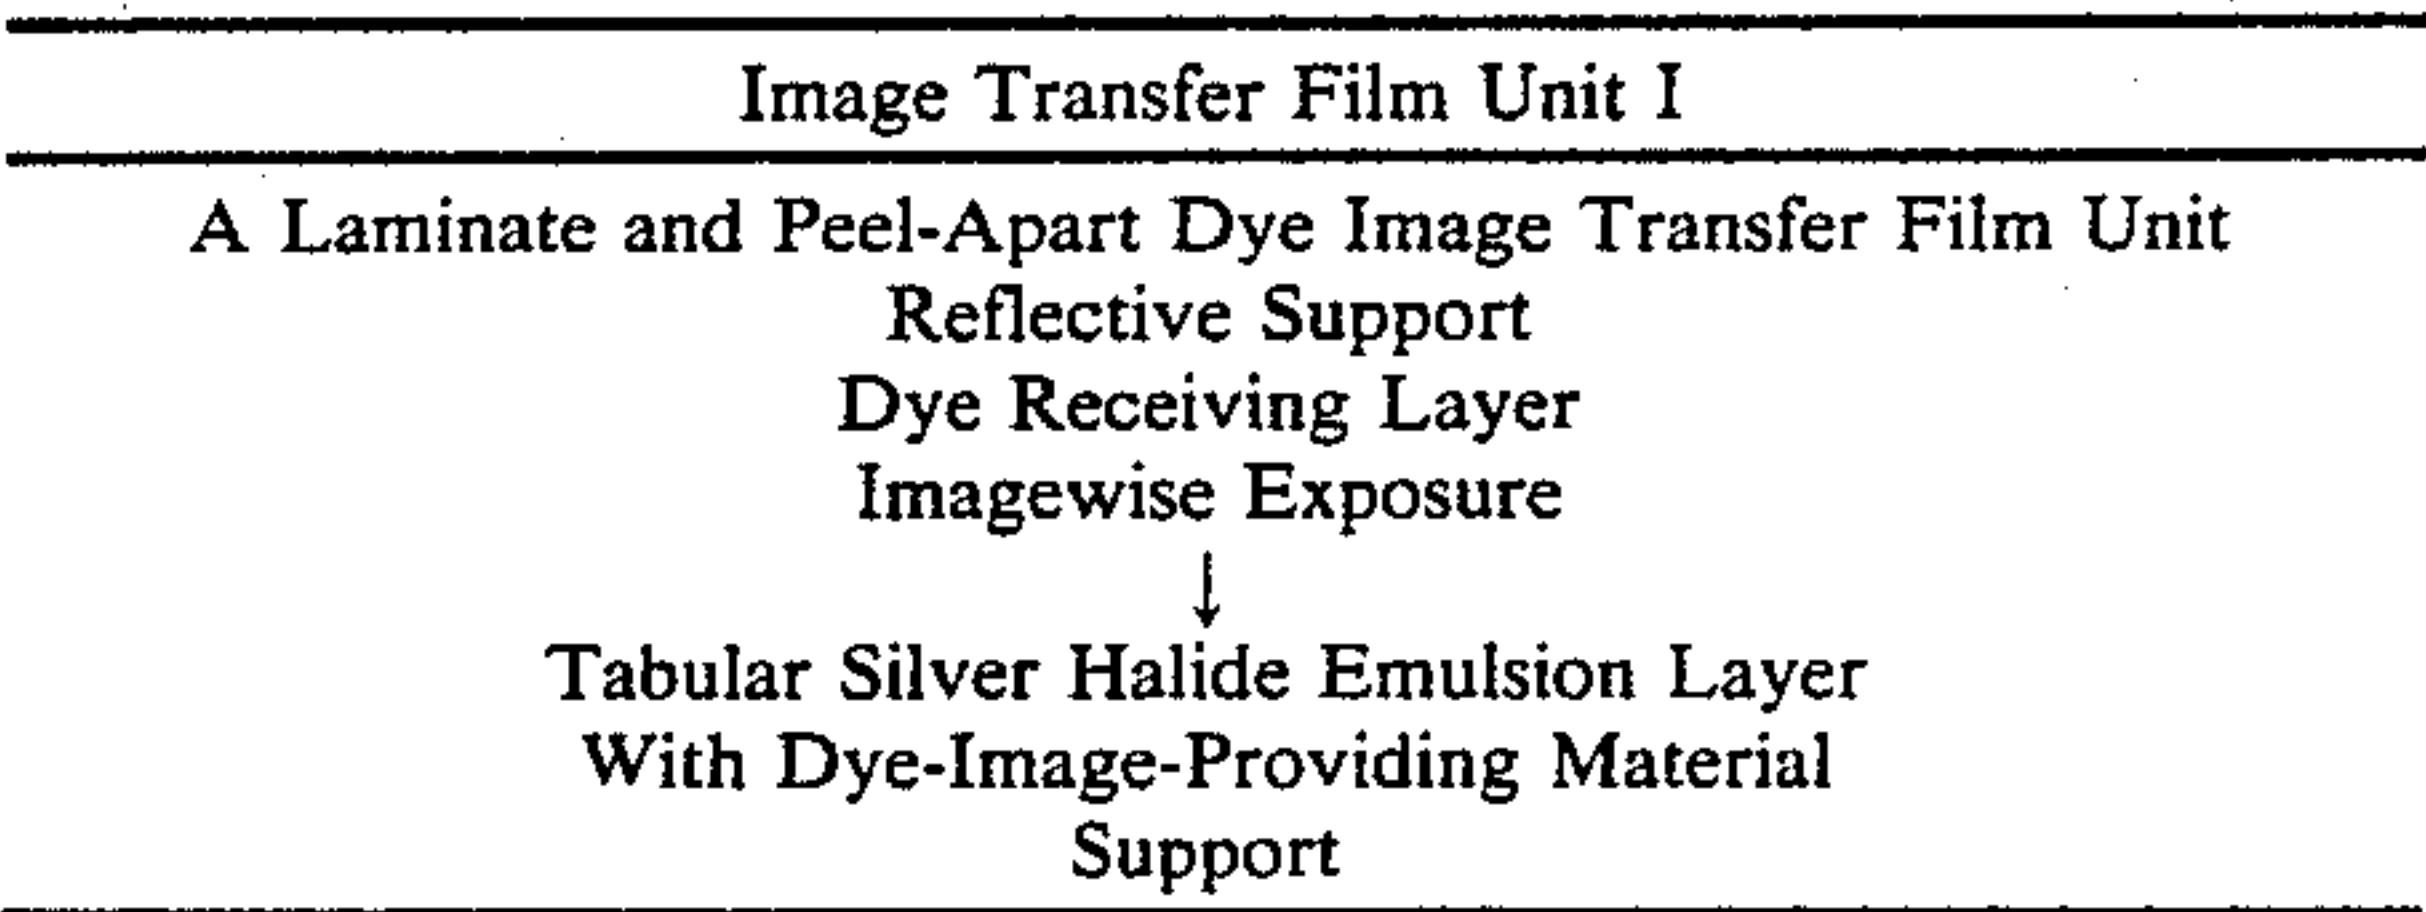 Image Transfer Film Unit I
A Laminate and Peel-Apart Dye Image Transfer Film Unit
Reflective Support
Dye Receiving Layer
Imagewise Exposure
↓
Tabular Silver Halide Emulsion Layer
With Dye-Image-Providing Material
Support